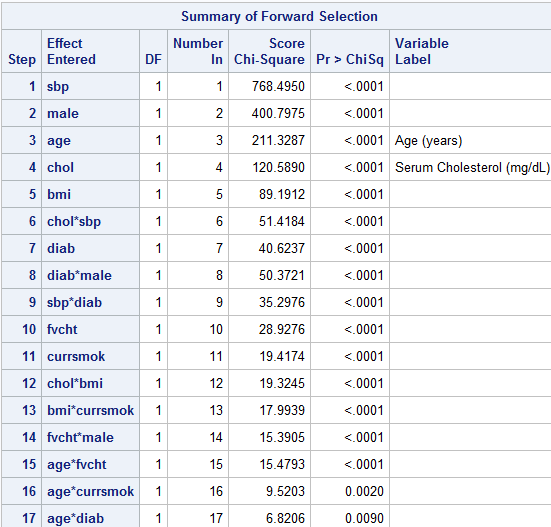 Summary of Forward Selection
Step Effect Entered DF Number In Score Chi-Square Pr > ChiSq Variable Label
1 sbp 1 1 768.4950 <.0001
2 male 1 2 400.7975 <.0001
3 age 1 3 211.3287 <.0001 Age (years)
4 chol 1 4 120.5890 <.0001 Serum Cholesterol (mg/dL)
5 bmi 1 5 89.1912 <.0001
6 chol*sbp 1 6 51.4184 <.0001
7 diab 1 7 40.6237 <.0001
8 diab*male 1 8 50.3721 <.0001
9 sbp*diab 1 9 35.2976 <.0001
10 fvcht 1 10 28.9276 <.0001
11 currsmok 1 11 19.4174 <.0001
12 chol*bmi 1 12 19.3245 <.0001
13 bmi*currsmok 1 13 17.9939 <.0001
14 fvcht*male 1 14 15.3905 <.0001
15 age*fvcht 1 15 15.4793 <.0001
16 age*currsmok 1 16 9.5203 0.0020
17 age*diab 1 17 6.8206 0.0090